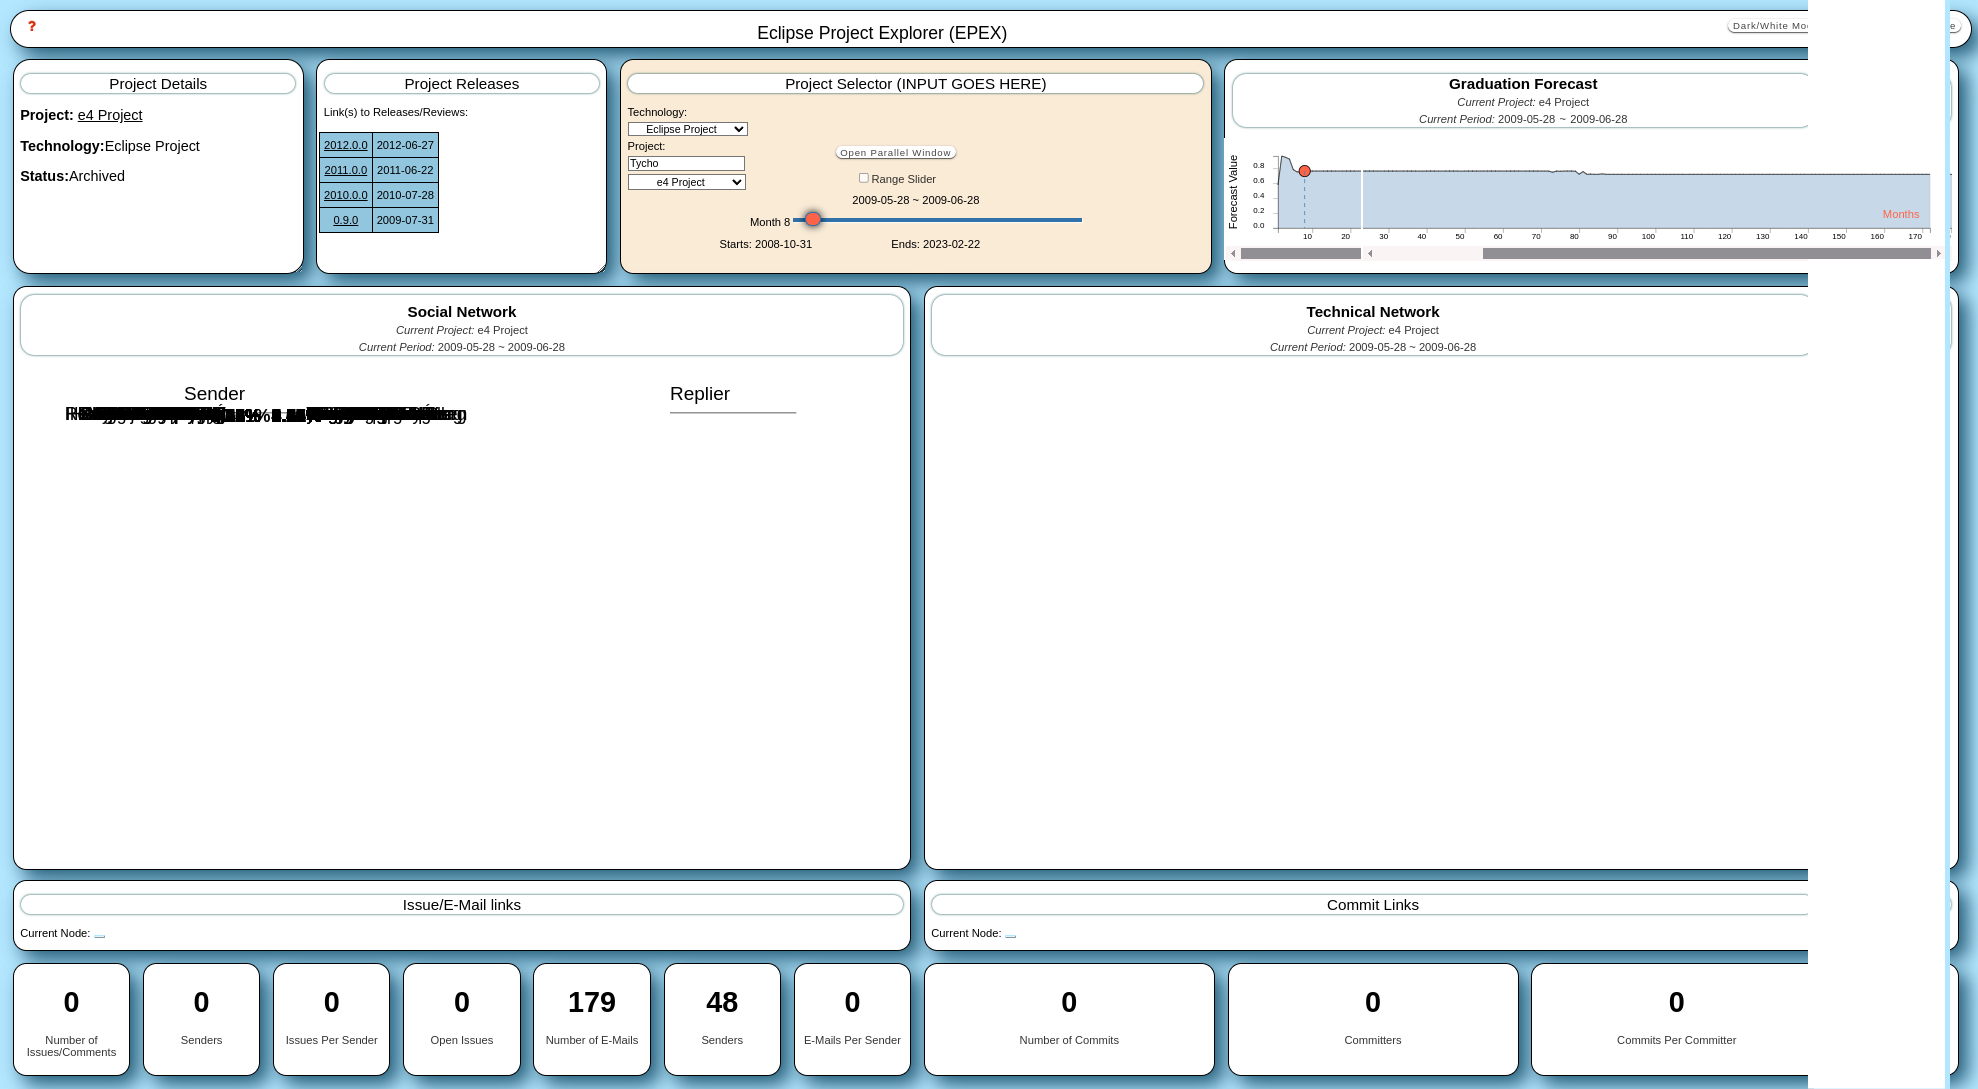 ?
Eclipse Project Explorer (EPEX)
Dark/White Mo
e
Project Details
Project: e4 Project
Technology:Eclipse Project
Status:Archived
Project Releases
Link(s) to Releases/Reviews:
2012.0.0 2012-06-27
2011.0.0 2011-06-22
2010.0.0 2010-07-28
0.9.0 2009-07-31
Project Selector (INPUT GOES HERE)
Technology:
Eclipse Project
Project:
Tycho
e4 Project
Open Parallel Window
Range Slider
2009-05-28 ~ 2009-06-28
Month 8
Starts: 2008-10-31 Ends: 2023-02-22
Graduation Forecast
Current Project: e4 Project
Current Period: 2009-05-28 ~ 2009-06-28
Forecast Value
0.8
0.6
0.4
0.2
0.0
Months
10 20 30 40 50 60 70 80 90 100 110 120 130 140 150 160 170
Social Network
Current Project: e4 Project
Current Period: 2009-05-28 ~ 2009-06-28
Sender Replier
Technical Network
Current Project: e4 Project
Current Period: 2009-05-28 ~ 2009-06-28
Issue/E-Mail links
Current Node:
Commit Links
Current Node:
0
Number of
Issues/Comments
0
Senders
0
Issues Per Sender
0
Open Issues
179
Number of E-Mails
48
Senders
0
E-Mails Per Sender
0
Number of Commits
0
Committers
0
Commits Per Committer